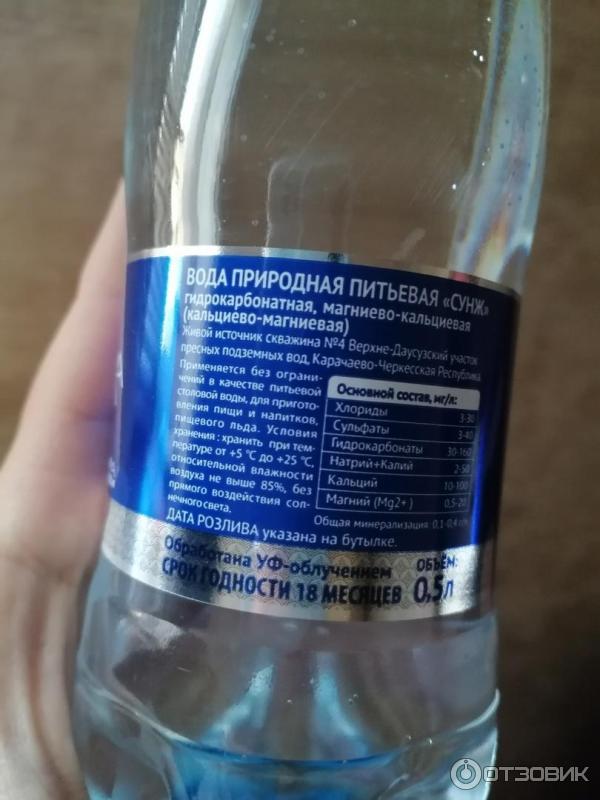 ВОДА ПРИРОДНАЯ ПИТЬЕВАЯ «СУНЖ»
гидрокарбонатная, магниево-кальциевая
(кальциево-магниевая)
Живой источник скважина №4 Верхне-Даусузский участок
пресных подземных вод, Карачаево-Черкесская Республика.
Применяется без ограни-
чений в качестве питьевой
столовой воды, для пригото-
вления пищи и напитков,
пищевого льда. Условия
хранения: хранить при тем-
пературе от +5 °С до +25 °С,
относительной влажности
воздуха не выше 85%, без
прямого воздействия сол-
нечного света.
Основной состав, мг/л:
Хлориды 3-30
Сульфаты 3-40
Гидрокарбонаты 30-160
Натрий+Калий 2-50
Кальций 10-100
Магний (Mg2+) 0,5-20
Общая минерализация: 0,1-0,4 г/л.
ДАТА РОЗЛИВА указана на бутылке.
Обработана УФ-облучением
СРОК ГОДНОСТИ 18 МЕСЯЦЕВ
ОБЪЁМ:
0,5л
ОТЗОВИК